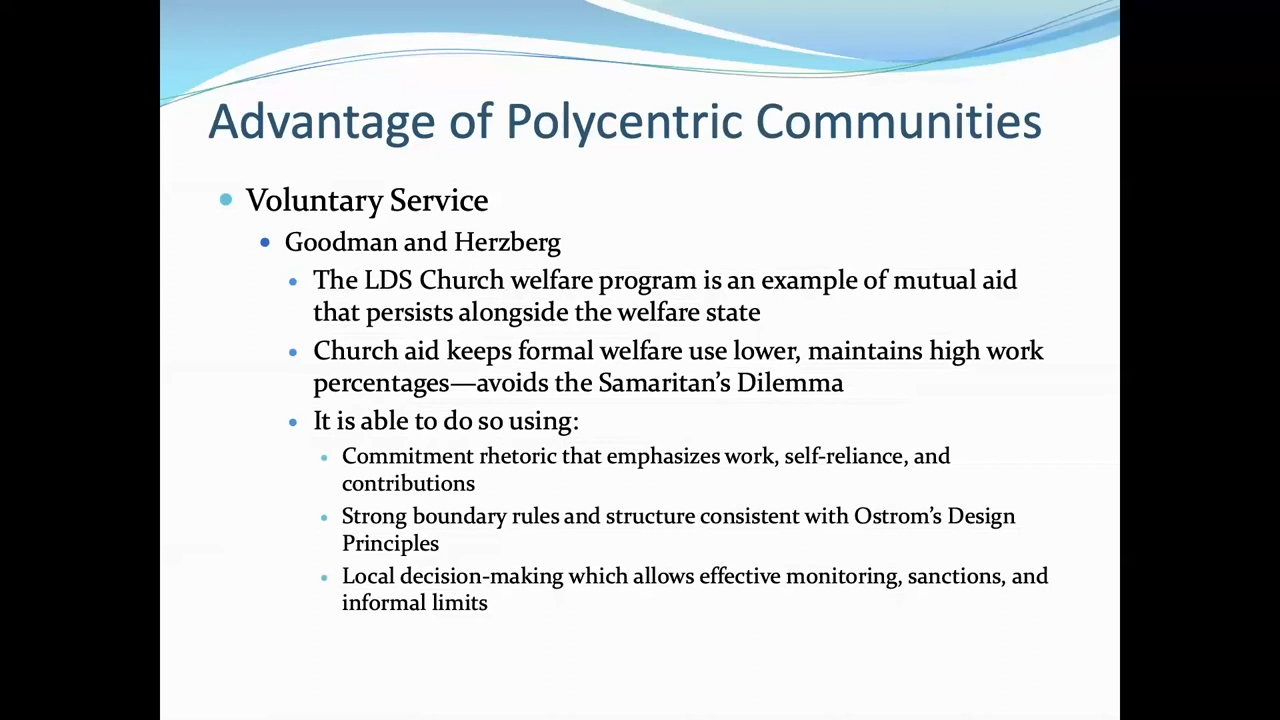 Advantage of Polycentric Communities
Voluntary Service
Goodman and Herzberg
The LDS Church welfare program is an example of mutual aid
that persists alongside the welfare state
Church aid keeps formal welfare use lower, maintains high work
percentages—avoids the Samaritan's Dilemma
It is able to do so using:
Commitment rhetoric that emphasizes work, self-reliance, and
contributions
Strong boundary rules and structure consistent with Ostrom's Design
Principles
Local decision-making which allows effective monitoring, sanctions, and
informal limits